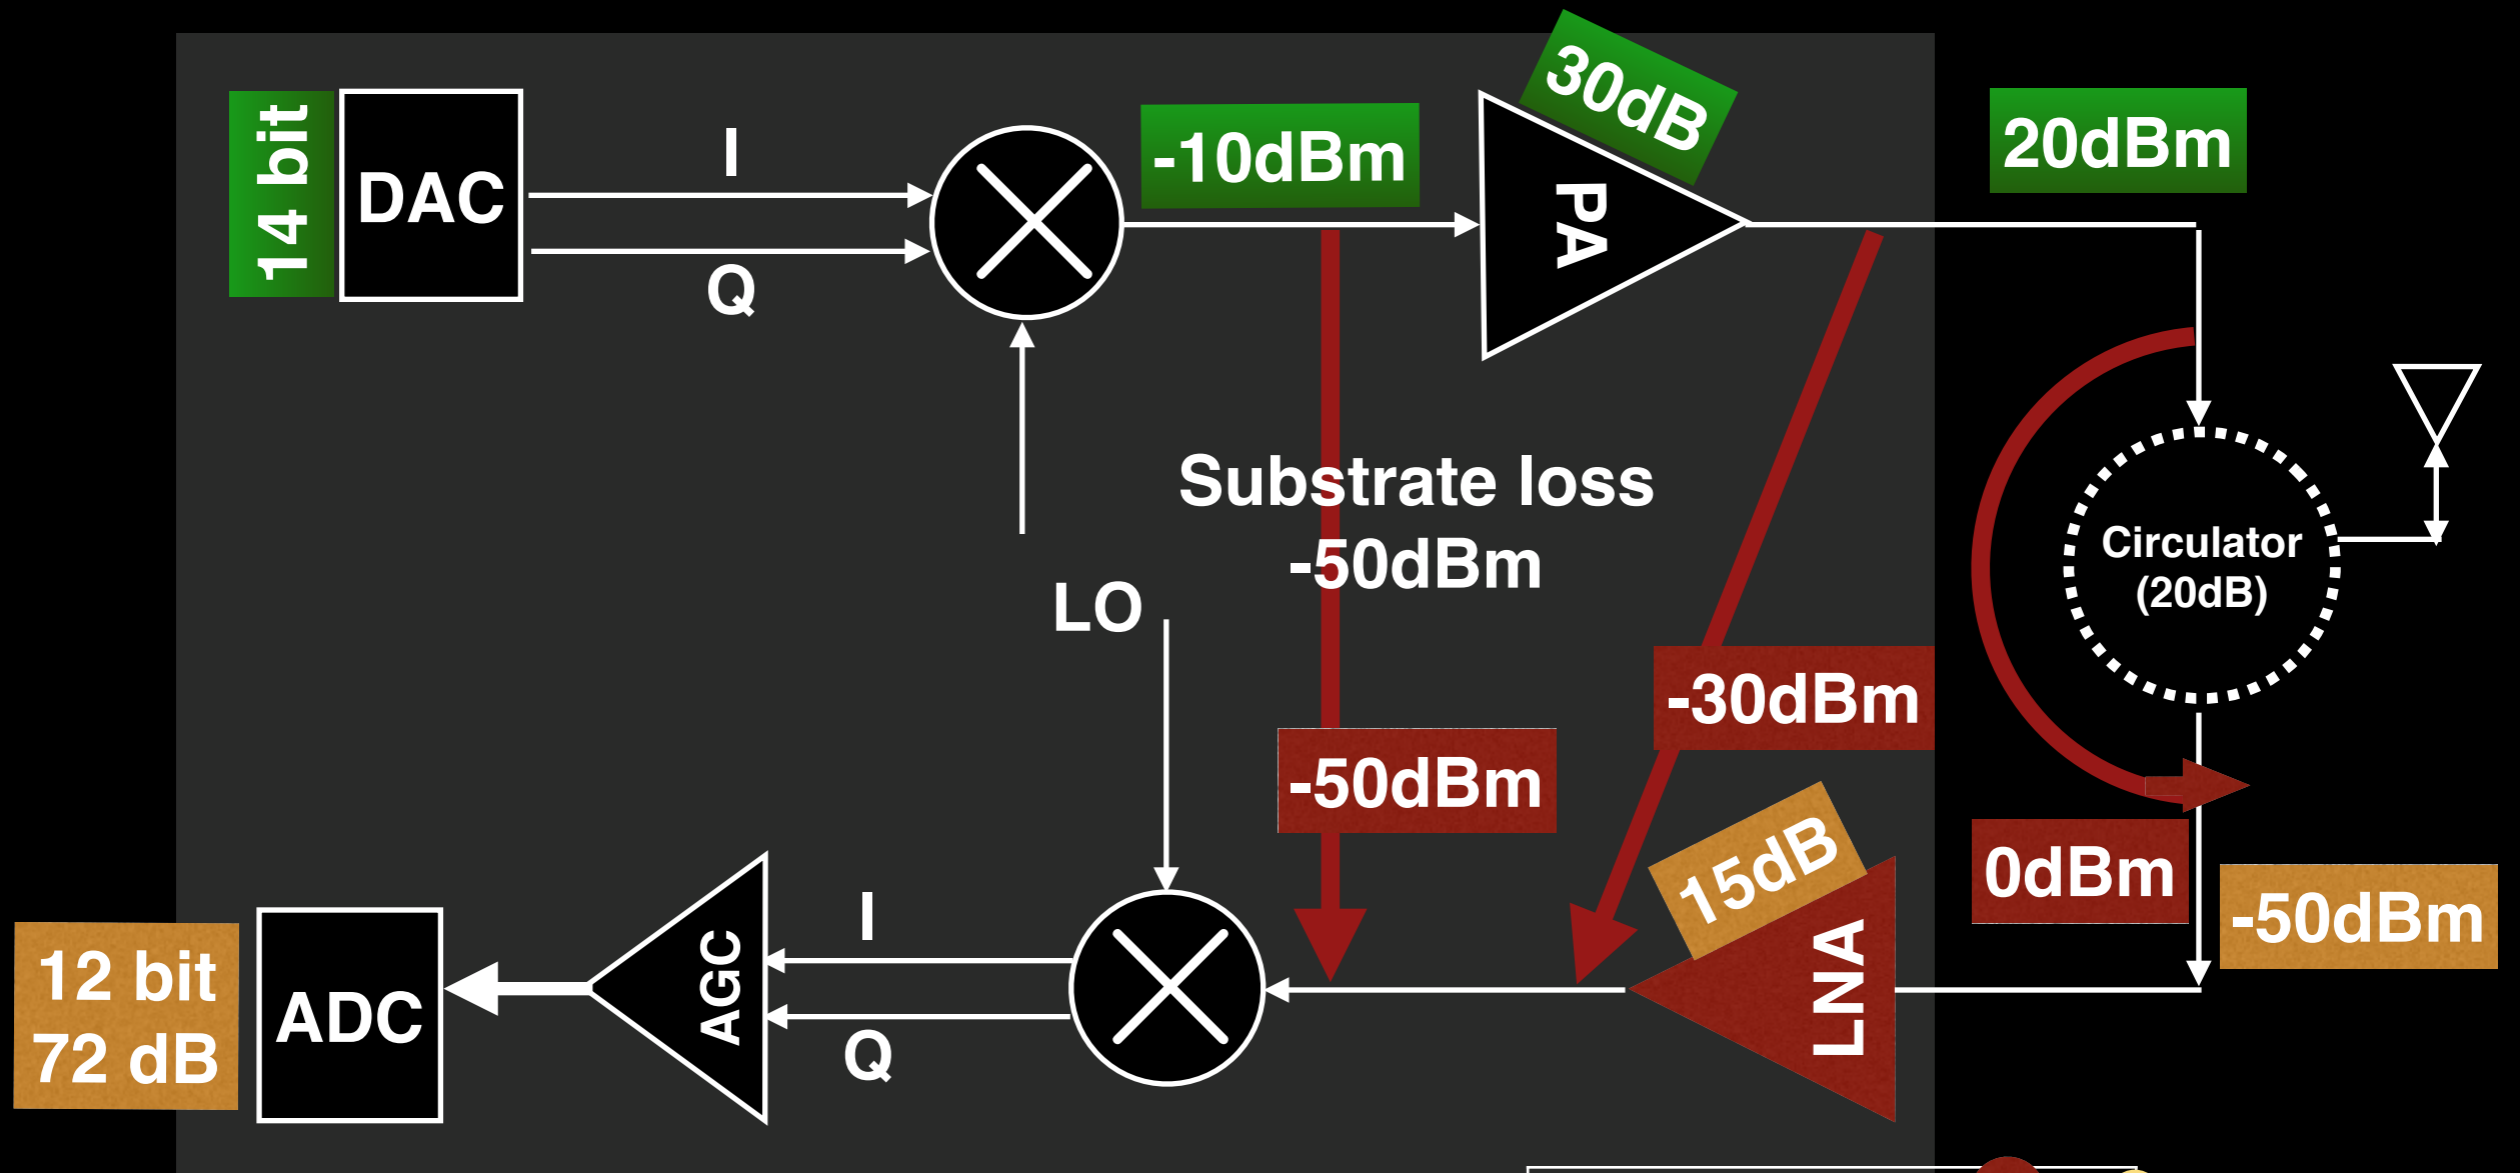 14 bit
DAC
I
Q
-10dBm
30dB
PA
20dBm
Substrate loss
-50dBm
LO
Circulator
(20dB)
-30dBm
-50dBm
15dB
0dBm
-50dBm
LNA
I
Q
AGC
12 bit
72 dB
ADC